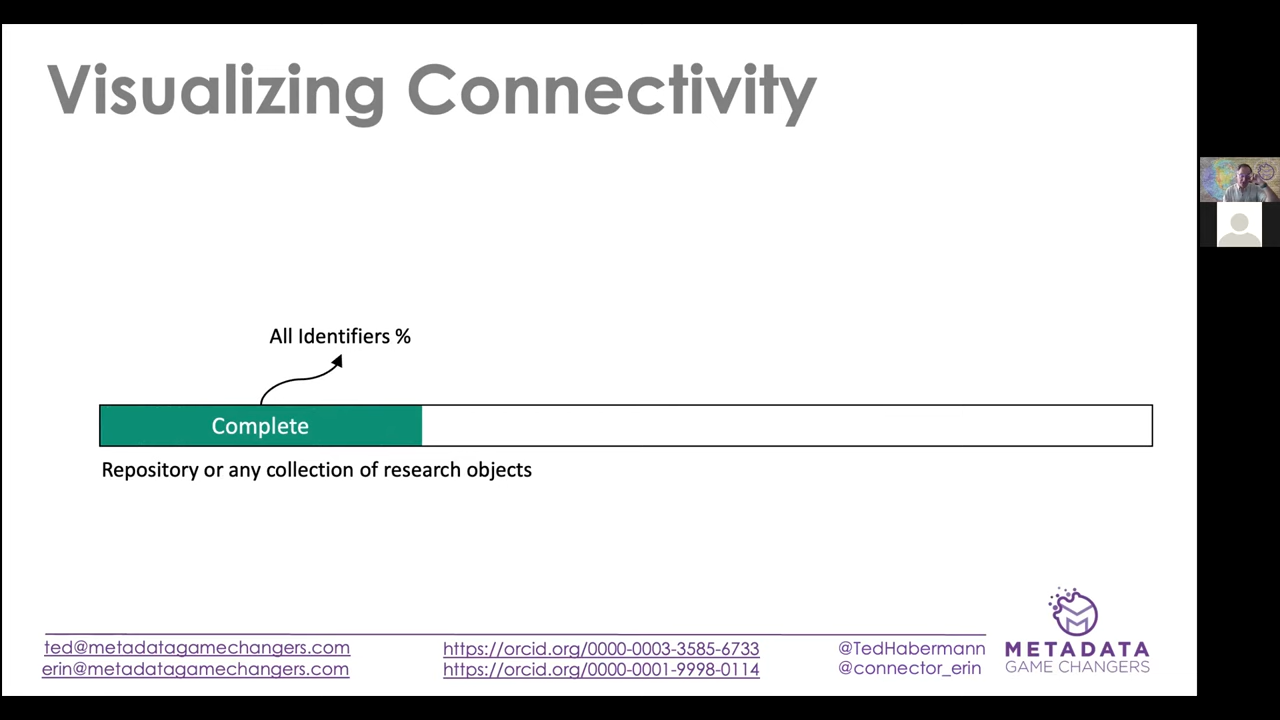 Visualizing Connectivity
All Identifiers %
Complete
Repository or any collection of research objects
ted@metadatagamechangers.com
erin@metadatagamechangers.com
https://orcid.org/0000-0003-3585-6733
https://orcid.org/0000-0001-9998-0114
@TedHabermann
@connector_erin
METADATA
GAME CHANGERS